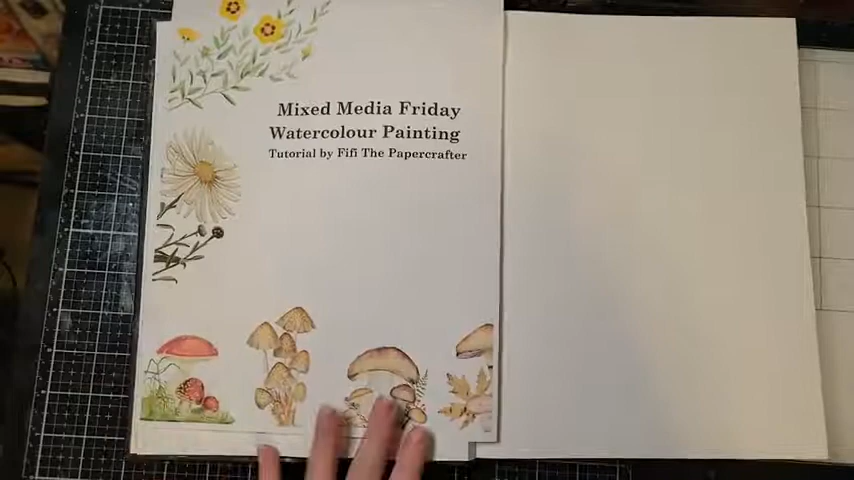 Mixed Media Friday
Watercolour Painting
Tutorial by Fifi The Papercrafter